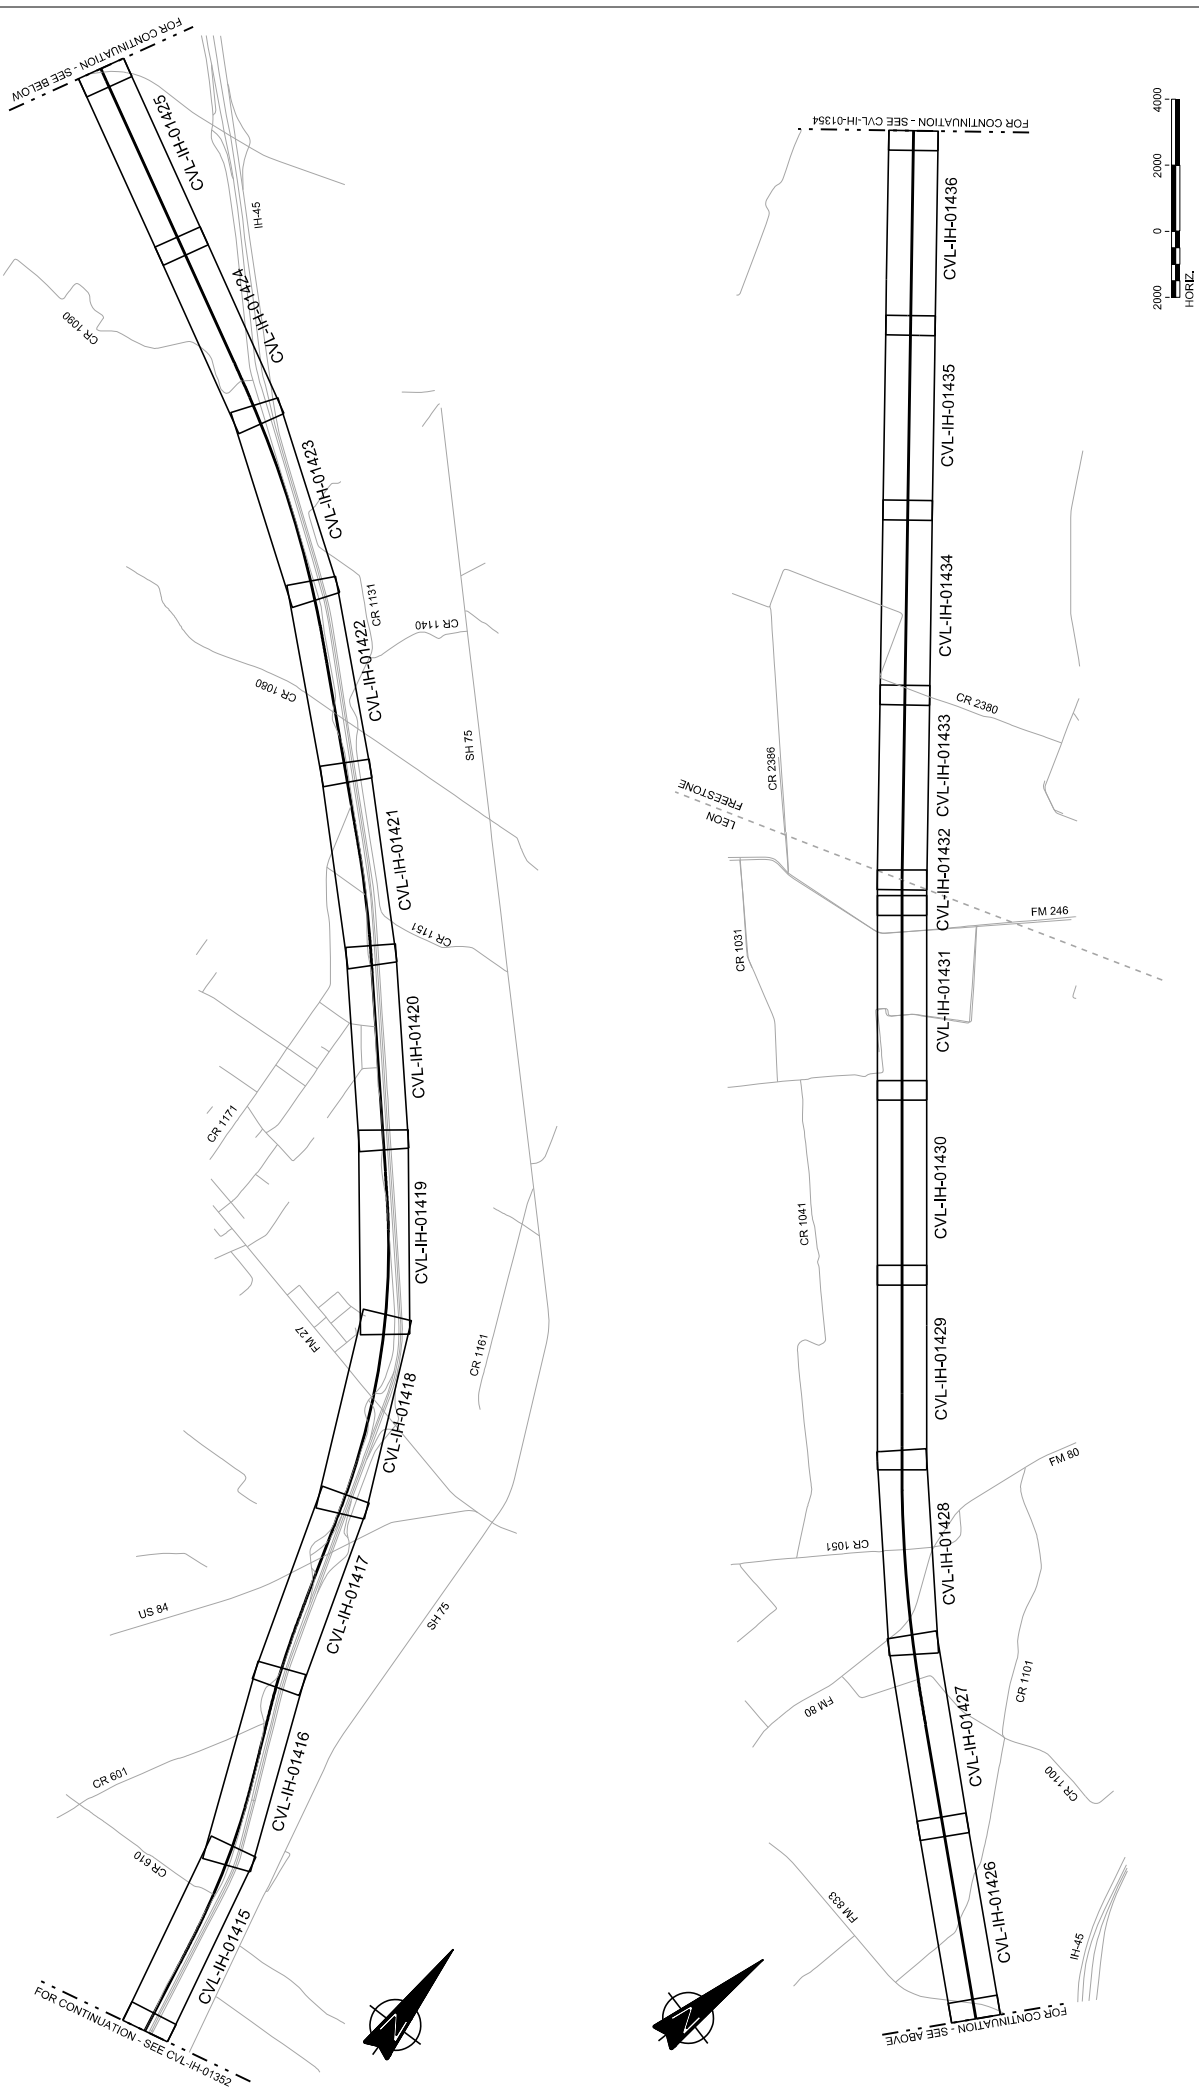 FOR CONTINUATION - SEE BELOW
CVL-IH-01425
IH-45
CVL-IH-01424
CR 1090
CVL-IH-01423
CR 1131
CR 1140
CVL-IH-01422
CR 1080
SH 75
CVL-IH-01421
CR 1151
CVL-IH-01420
CR 1171
CVL-IH-01419
FM 27
CR 1161
CVL-IH-01418
CVL-IH-01417
US 84
SH 75
CVL-IH-01416
CR 601
CR 610
CVL-IH-01415
FOR CONTINUATION - SEE CVL-IH-01352
N
FOR CONTINUATION - SEE CVL-IH-01354
CVL-IH-01436
CVL-IH-01435
CVL-IH-01434
CR 2380
CVL-IH-01433
CR 2386
FREESTONE
LEON
CVL-IH-01432
FM 246
CR 1031
CVL-IH-01431
CVL-IH-01430
CR 1041
CVL-IH-01429
FM 80
CVL-IH-01428
CR 1051
CR 1101
FM 80
CVL-IH-01427
CR 1100
CVL-IH-01426
FM 833
IH-45
FOR CONTINUATION - SEE ABOVE
N
2000 0 2000 4000
HORIZ.